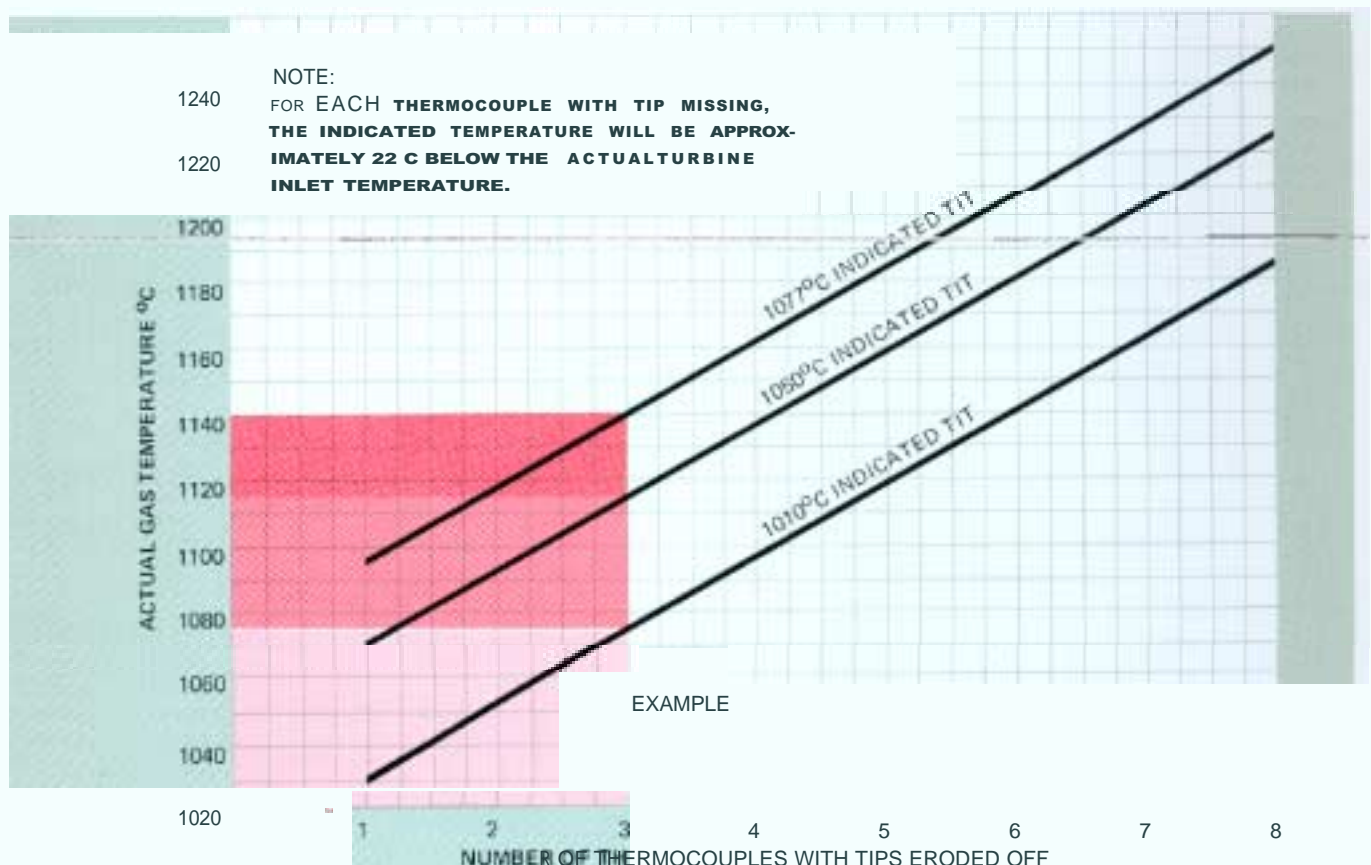 NOTE:
FOR EACH THERMOCOUPLE WITH TIP MISSING,
THE INDICATED TEMPERATURE WILL BE APPROX-
IMATELY 22 C BELOW THE ACTUALTURBINE
INLET TEMPERATURE.
1240
1220
1200
1180
1160
1140
1120
1100
1080
1060
1040
1020
ACTUAL GAS TEMPERATURE ºC
1077ºC INDICATED TIT
1050ºC INDICATED TIT
1010ºC INDICATED TIT
EXAMPLE
1 2 3 4 5 6 7 8
NUMBER OF THERMOCOUPLES WITH TIPS ERODED OFF